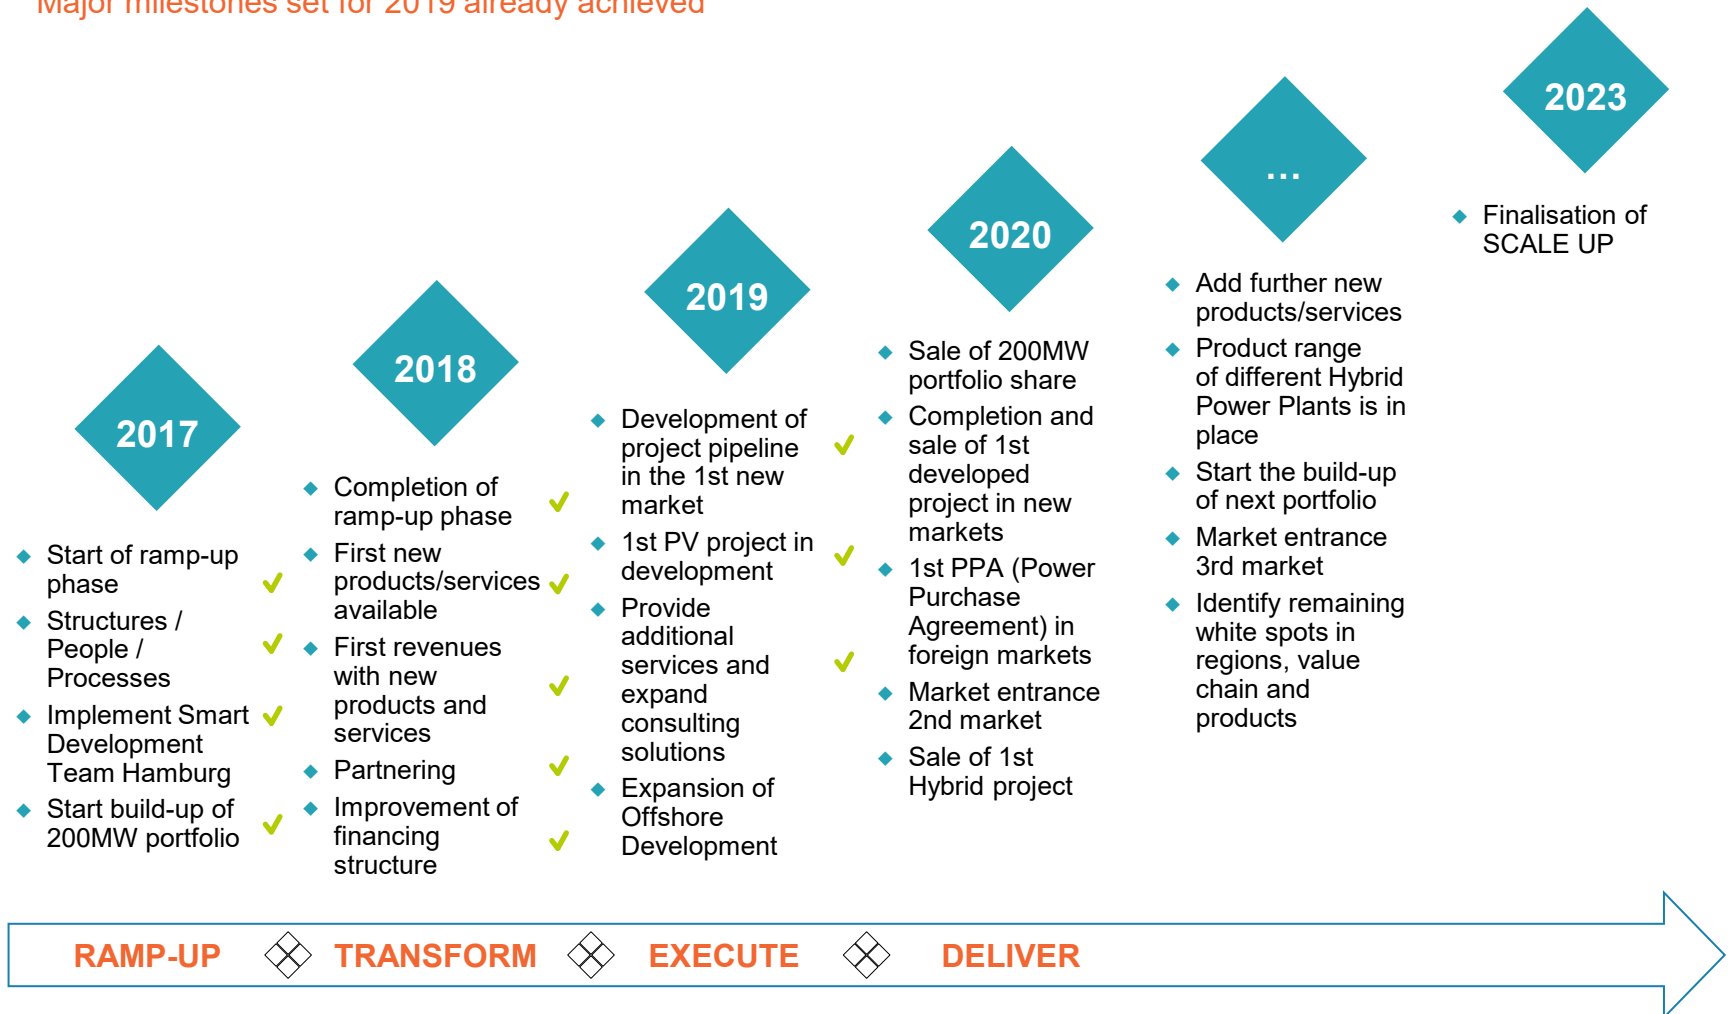 Major milestones set for 2019 already achieved
2017
Start of ramp-up
phase
Structures /
People /
Processes
Implement Smart
Development
Team Hamburg
Start build-up of
200MW portfolio
2018
Completion of
ramp-up phase
First new
products/services
available
First revenues
with new
products and
services
Partnering
Improvement of
financing
structure
2019
Development of
project pipeline
in the 1st new
market
1st PV project in
development
Provide
additional
services and
expand
consulting
solutions
Expansion of
Offshore
Development
2020
Sale of 200MW
portfolio share
Completion and
sale of 1st
developed
project in new
markets
1st PPA (Power
Purchase
Agreement) in
foreign markets
Market entrance
2nd market
Sale of 1st
Hybrid project
...
Add further new
products/services
Product range
of different Hybrid
Power Plants is in
place
Start the build-up
of next portfolio
Market entrance
3rd market
Identify remaining
white spots in
regions, value
chain and
products
2023
Finalisation of
SCALE UP
RAMP-UP
TRANSFORM
EXECUTE
DELIVER